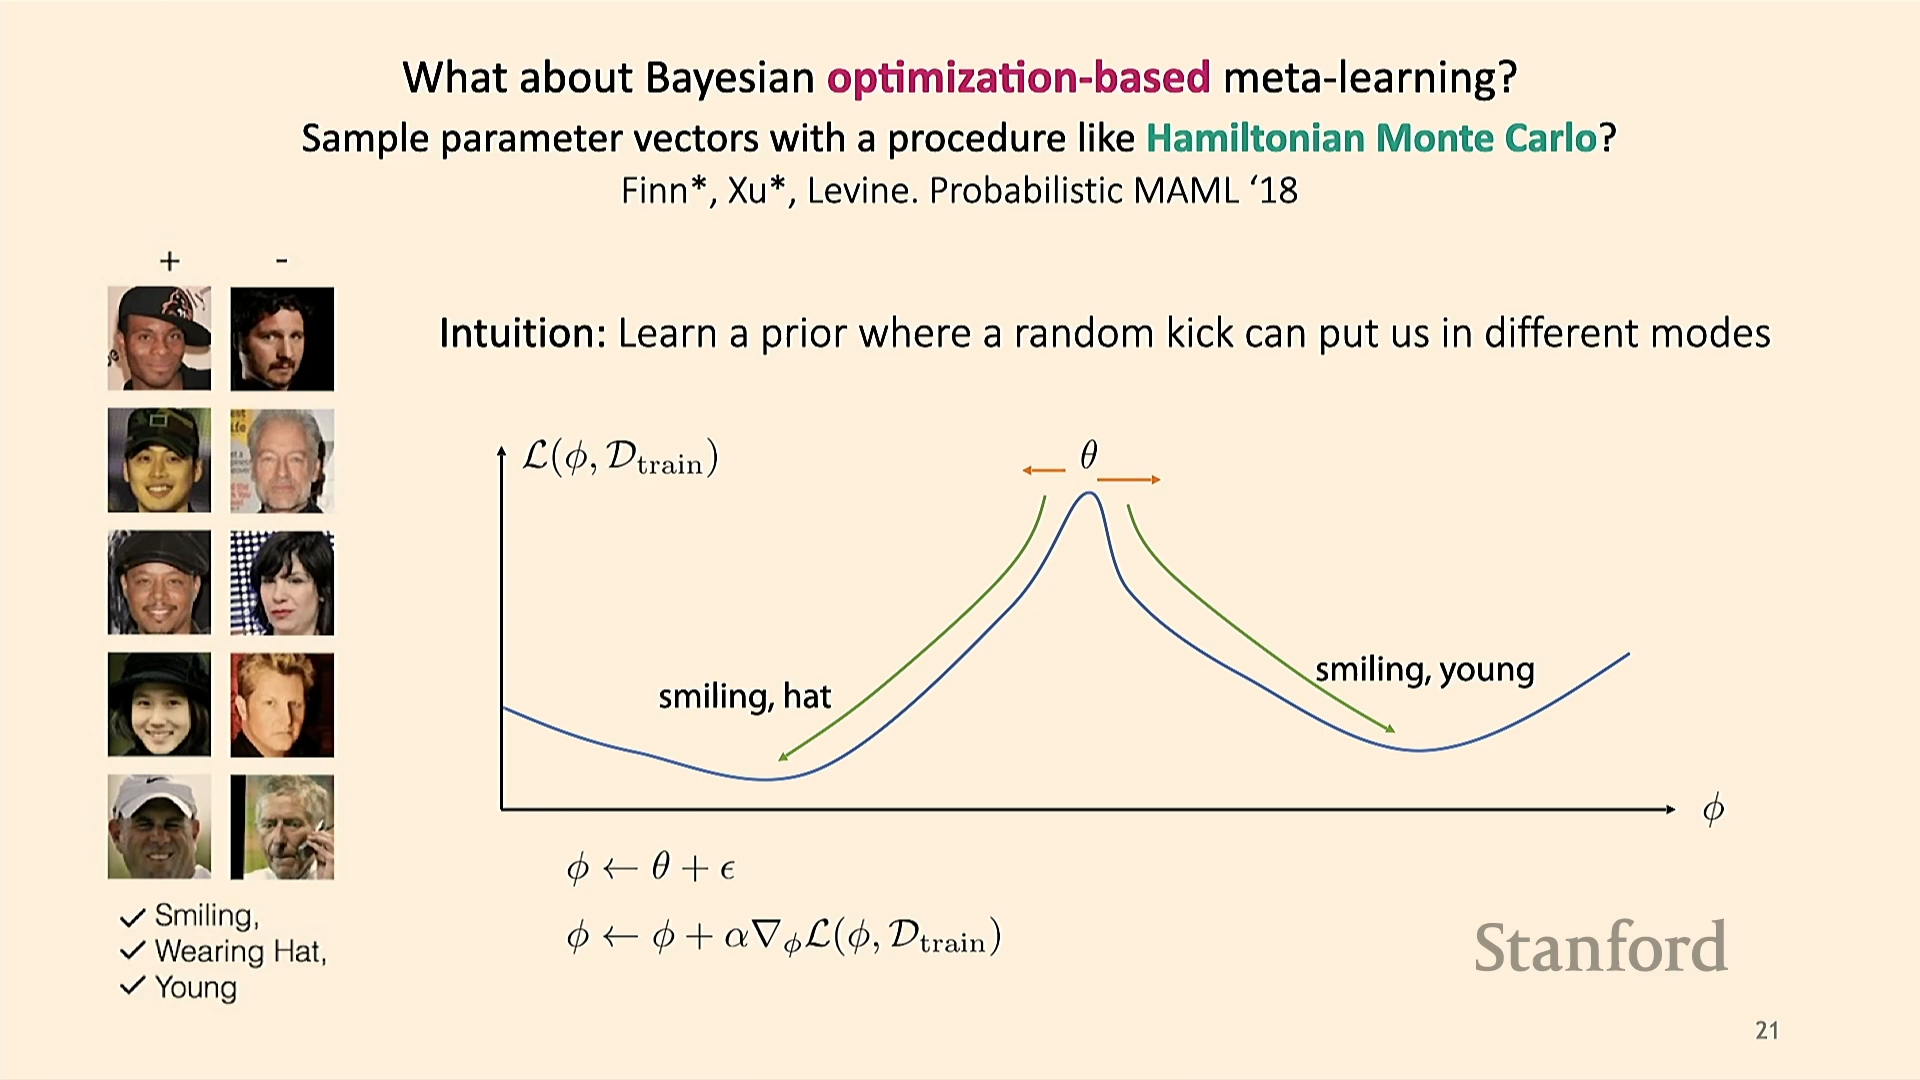 What about Bayesian optimization-based meta-learning?
Sample parameter vectors with a procedure like Hamiltonian Monte Carlo?
Finn*, Xu*, Levine. Probabilistic MAML ‘18
+ -
Intuition: Learn a prior where a random kick can put us in different modes
ℒ(ϕ, 𝒟train)
θ
smiling, hat
smiling, young
ϕ
ϕ ← θ + ϵ
ϕ ← ϕ + α∇ϕℒ(ϕ, 𝒟train)
✓ Smiling,
✓ Wearing Hat,
✓ Young
Stanford
21